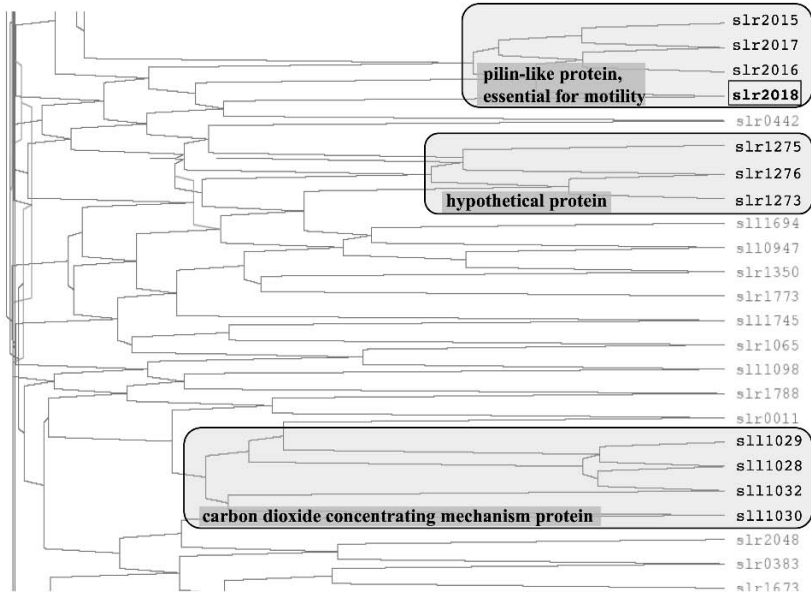 slr2015
slr2017
slr2016
pilin-like protein,
essential for motility
slr2018
slr0442
slr1275
slr1276
slr1273
hypothetical protein
sll1694
sll0947
slr1350
slr1773
sll1745
slr1065
sll1098
slr1788
slr0011
sll1029
sll1028
sll1032
carbon dioxide concentrating mechanism protein
sll1030
slr2048
slr0383
slr1673